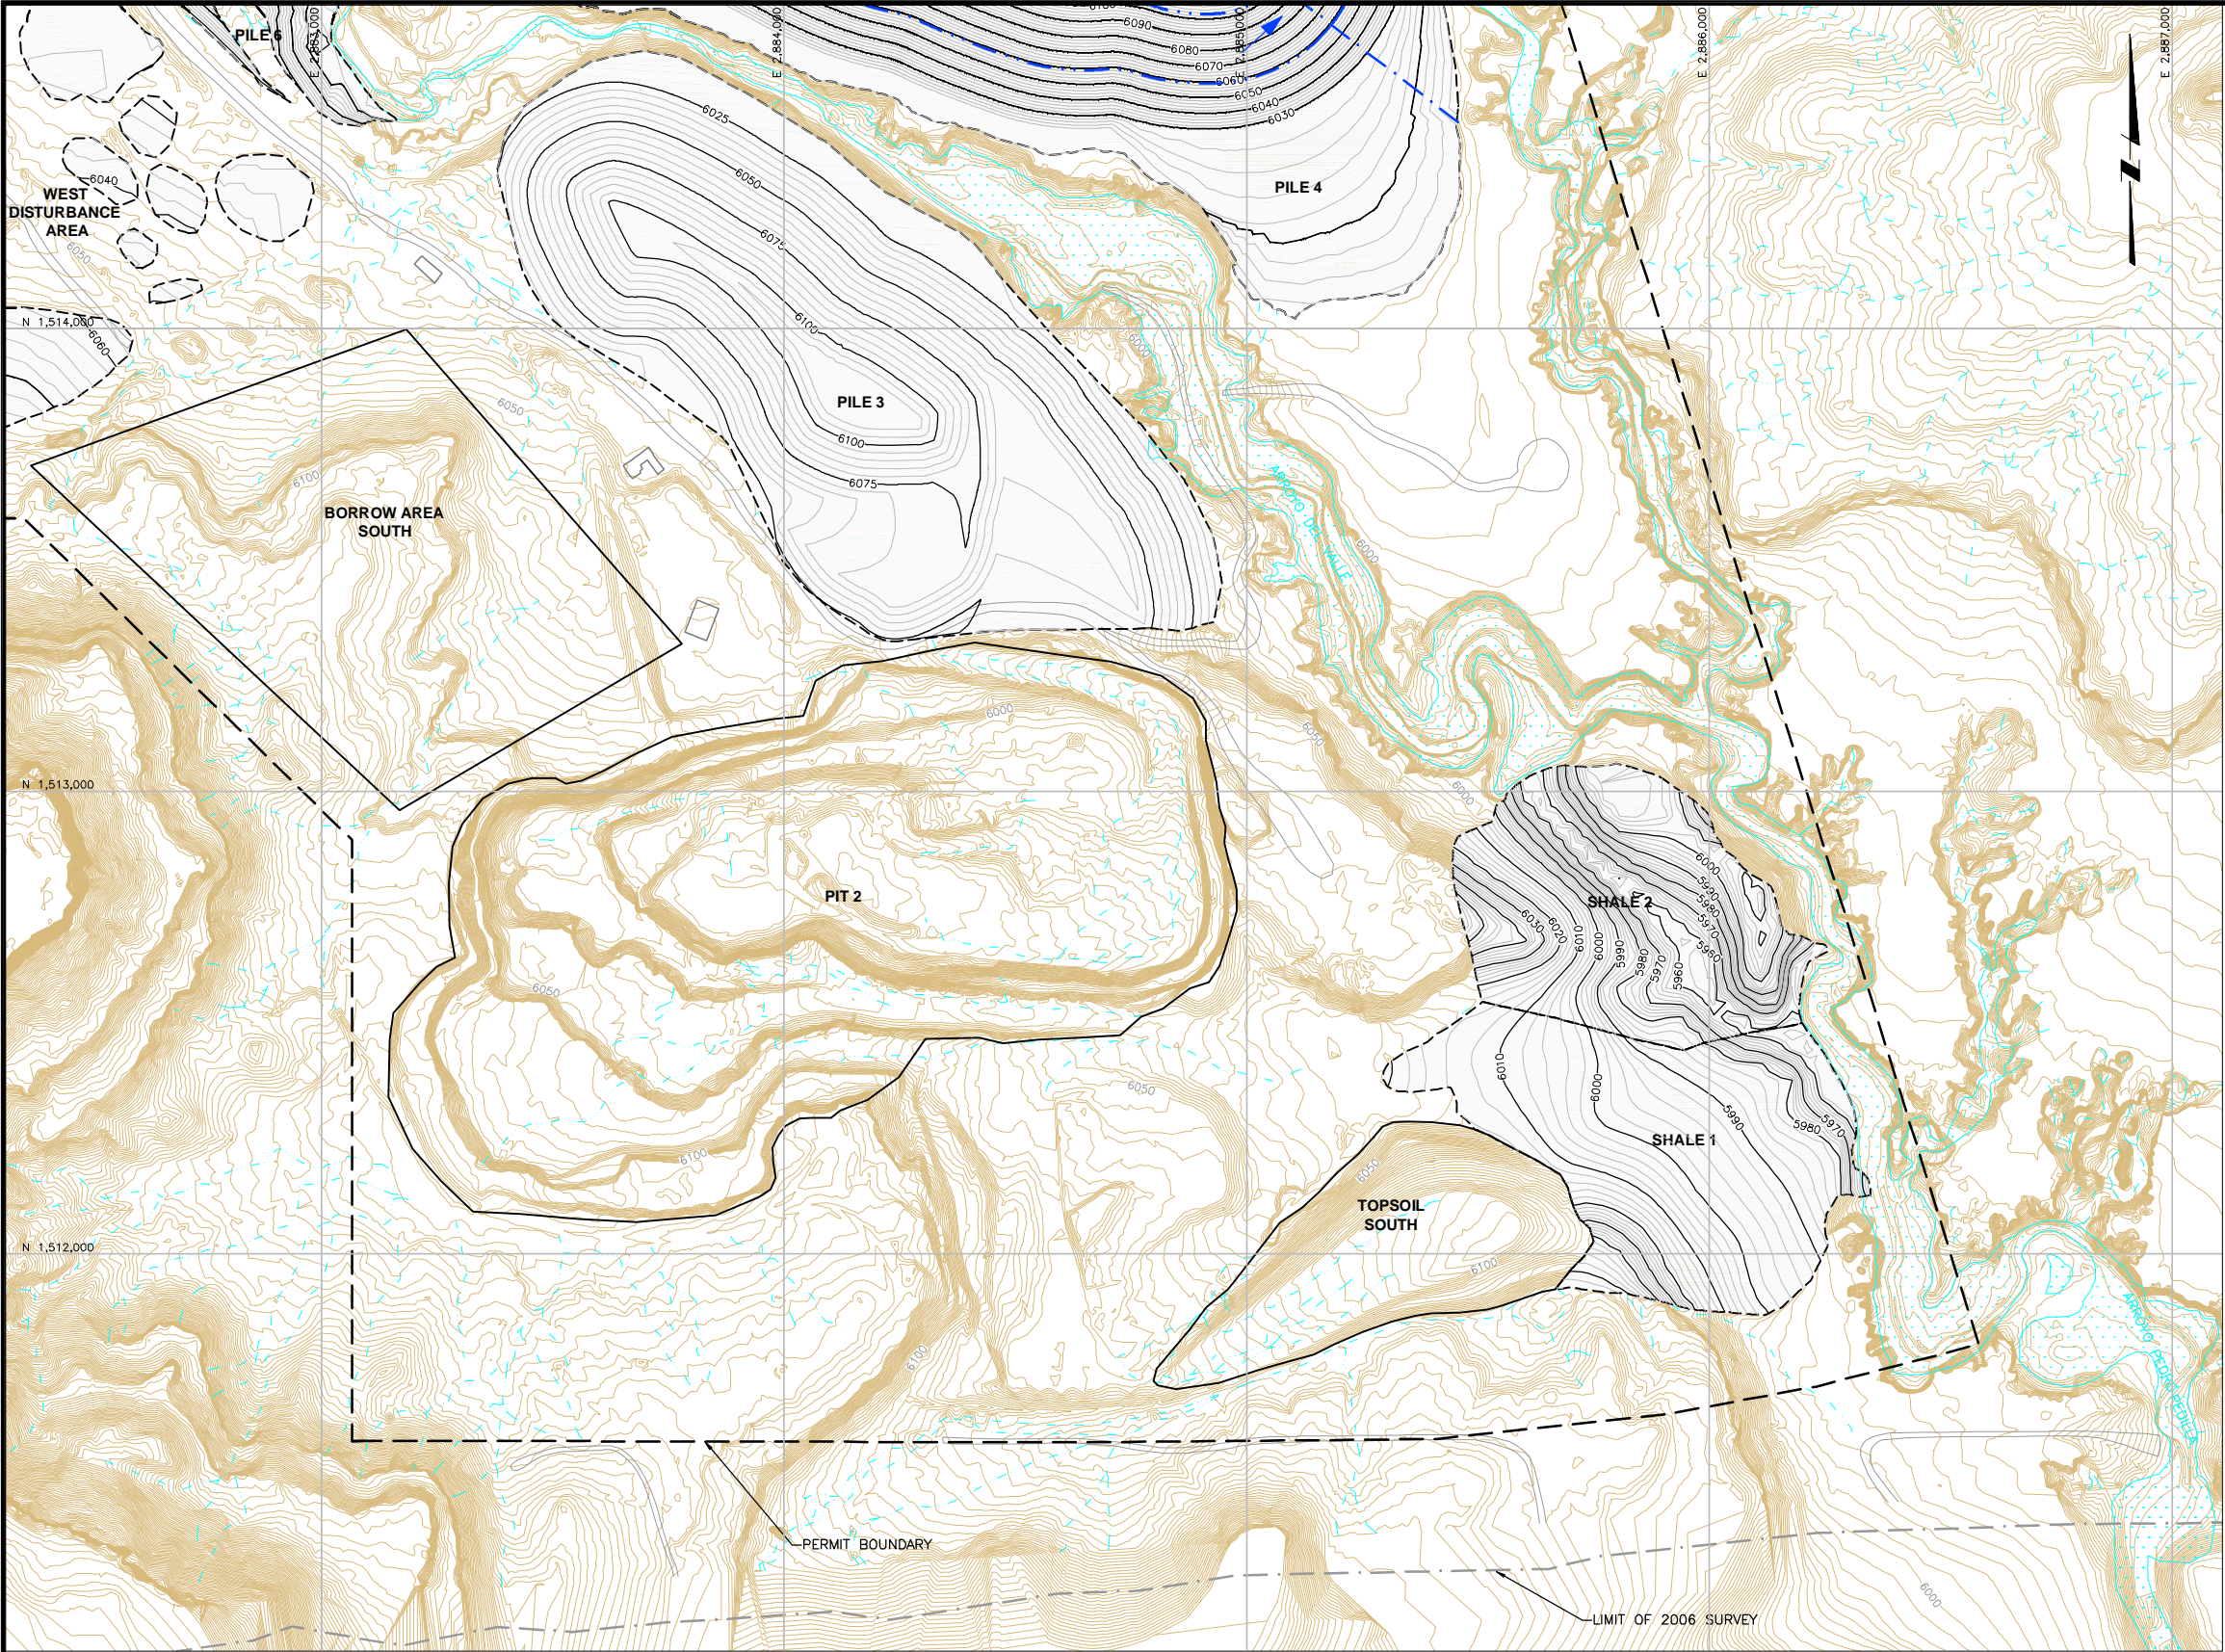 PILE 6
E 2,883,000
E 2,884,000
E 2,885,000
E 2,886,000
E 2,887,000
6090
6080
6070
6060
6050
6040
6030
6025
6050
6075
6100
PILE 4
6040
WEST
DISTURBANCE
AREA
6050
N 1,514,000
6060
6000
PILE 3
6100
6075
6050
6100
BORROW AREA
SOUTH
ARROYO DEL VALLE
6000
6000
6050
N 1,513,000
6000
PIT 2
6050
6100
6050
SHALE 2
6000
5990
5980
5970
5960
6030
6020
6010
6000
5990
5980
5970
5960
6010
6000
5990
5980
5970
SHALE 1
TOPSOIL
SOUTH
6050
6100
N 1,512,000
6100
ARROYO PEDRO PEDILLA
PERMIT BOUNDARY
LIMIT OF 2006 SURVEY
6000